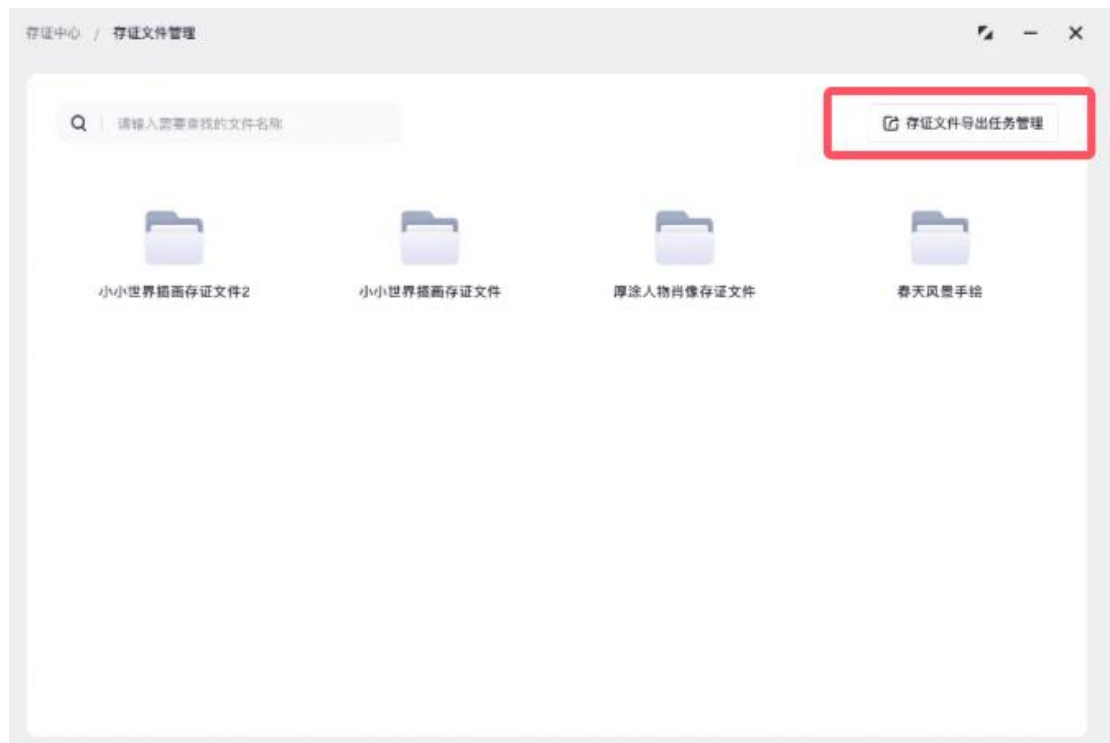 存证中心 / 存证文件管理
请输入需要查找的文件名称
存证文件导出任务管理
小小世界插画存证文件2
小小世界插画存证文件
厚涂人物肖像存证文件
春天风景手绘